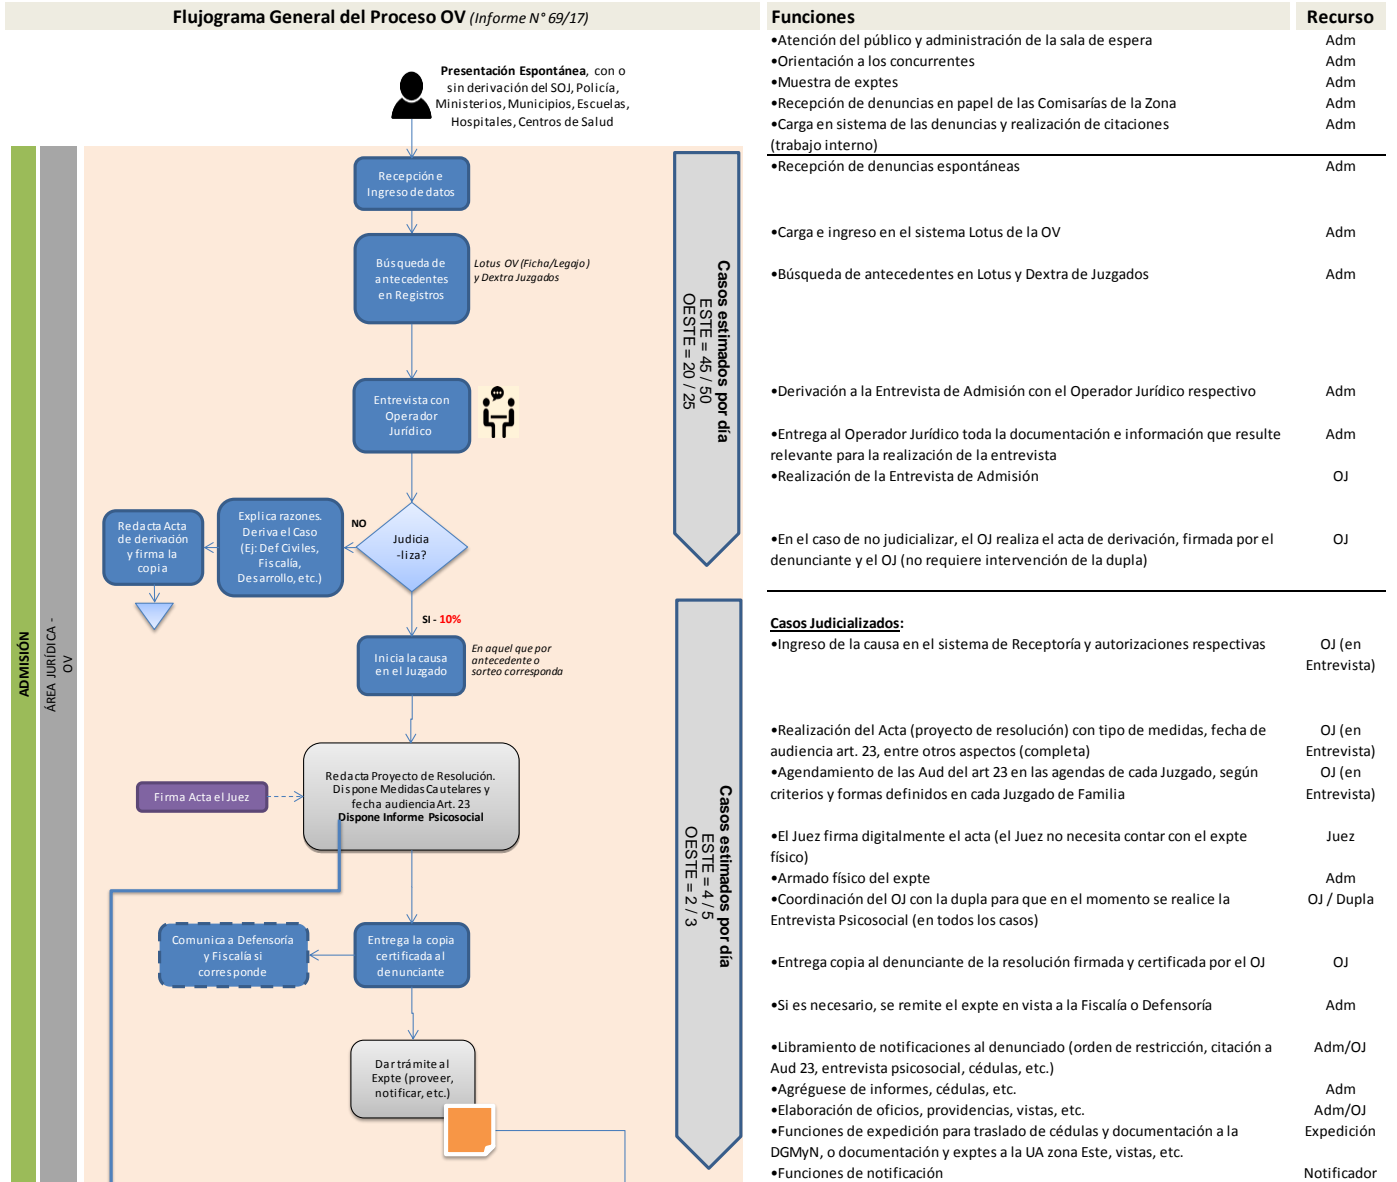 Flujograma General del Proceso OV (Informe N° 69/17)
Presentación Espontánea, con o
sin derivación del SOJ, Policía,
Ministerios, Municipios, Escuelas,
Hospitales, Centros de Salud
ADMISIÓN
ÁREA JURÍDICA -
OV
Recepción e
Ingreso de datos
Búsqueda de
antecedentes
en Registros
Lotus OV (Ficha/Legajo)
y Dextra Juzgados
Entrevista con
Operador
Jurídico
Judicia
-liza?
NO
Explica razones.
Deriva el Caso
(Ej: Def Civiles,
Fiscalía,
Desarrollo, etc.)
Redacta Acta
de derivación
y firma la
copia
SI - 10%
Inicia la causa
en el Juzgado
En aquel que por
antecedente o
sorteo corresponda
Redacta Proyecto de Resolución.
Dispone Medidas Cautelares y
fecha audiencia Art. 23
Dispone Informe Psicosocial
Firma Acta el Juez
Entrega la copia
certificada al
denunciante
Comunica a Defensoría
y Fiscalía si
corresponde
Dar trámite al
Expte (proveer,
notificar, etc.)
Casos estimados por día
ESTE = 45 / 50
OESTE = 20 / 25
Casos estimados por día
ESTE = 4 / 5
OESTE = 2 / 3
Funciones Recurso
•Atención del público y administración de la sala de espera Adm
•Orientación a los concurrentes Adm
•Muestra de exptes Adm
•Recepción de denuncias en papel de las Comisarías de la Zona Adm
•Carga en sistema de las denuncias y realización de citaciones Adm
(trabajo interno)
•Recepción de denuncias espontáneas Adm
•Carga e ingreso en el sistema Lotus de la OV Adm
•Búsqueda de antecedentes en Lotus y Dextra de Juzgados Adm
•Derivación a la Entrevista de Admisión con el Operador Jurídico respectivo Adm
•Entrega al Operador Jurídico toda la documentación e información que resulte Adm
relevante para la realización de la entrevista
•Realización de la Entrevista de Admisión OJ
•En el caso de no judicializar, el OJ realiza el acta de derivación, firmada por el OJ
denunciante y el OJ (no requiere intervención de la dupla)
Casos Judicializados:
•Ingreso de la causa en el sistema de Receptoría y autorizaciones respectivas OJ (en
Entrevista)
•Realización del Acta (proyecto de resolución) con tipo de medidas, fecha de OJ (en
audiencia art. 23, entre otros aspectos (completa) Entrevista)
•Agendamiento de las Aud del art 23 en las agendas de cada Juzgado, según OJ (en
criterios y formas definidos en cada Juzgado de Familia Entrevista)
•El Juez firma digitalmente el acta (el Juez no necesita contar con el expte Juez
físico)
•Armado físico del expte Adm
•Coordinación del OJ con la dupla para que en el momento se realice la OJ / Dupla
Entrevista Psicosocial (en todos los casos)
•Entrega copia al denunciante de la resolución firmada y certificada por el OJ OJ
•Si es necesario, se remite el expte en vista a la Fiscalía o Defensoría Adm
•Libramiento de notificaciones al denunciado (orden de restricción, citación a Adm/OJ
Aud 23, entrevista psicosocial, cédulas, etc.)
•Agréguese de informes, cédulas, etc. Adm
•Elaboración de oficios, providencias, vistas, etc. Adm/OJ
•Funciones de expedición para traslado de cédulas y documentación a la Expedición
DGMyN, o documentación y exptes a la UA zona Este, vistas, etc.
•Funciones de notificación Notificador